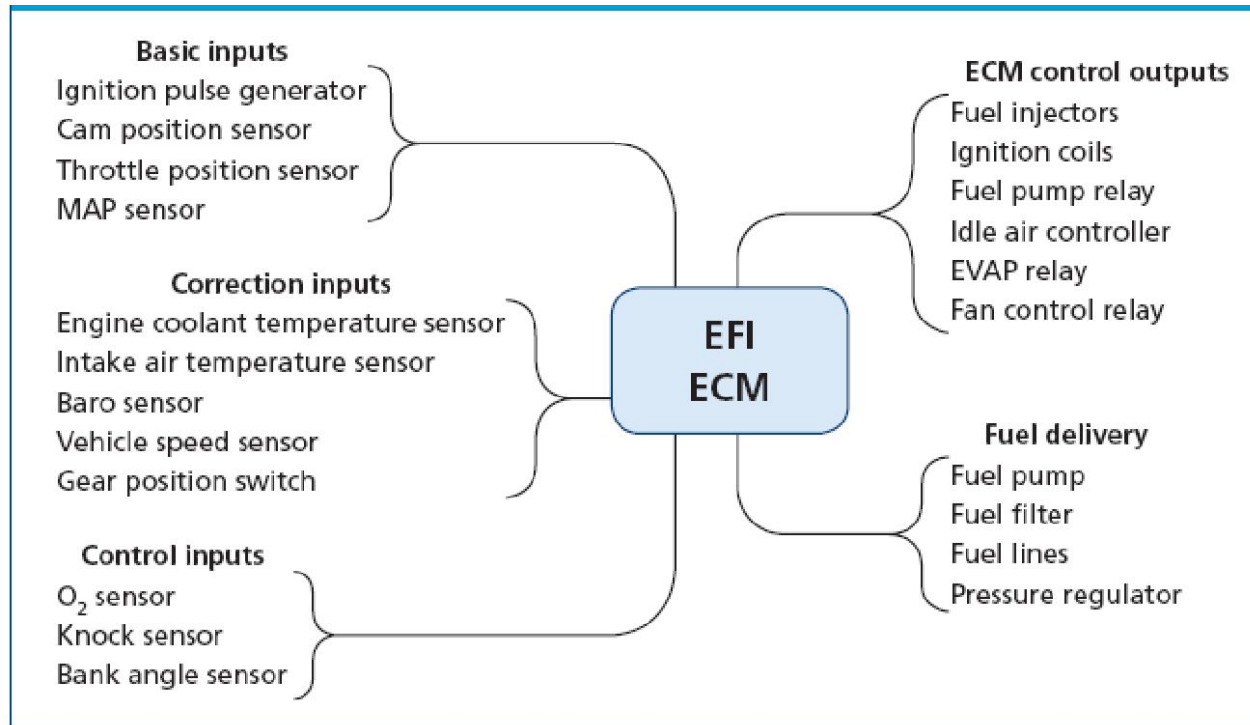 Basic inputs
Ignition pulse generator
Cam position sensor
Throttle position sensor
MAP sensor
Correction inputs
Engine coolant temperature sensor
Intake air temperature sensor
Baro sensor
Vehicle speed sensor
Gear position switch
Control inputs
O₂ sensor
Knock sensor
Bank angle sensor
EFI
ECM
ECM control outputs
Fuel injectors
Ignition coils
Fuel pump relay
Idle air controller
EVAP relay
Fan control relay
Fuel delivery
Fuel pump
Fuel filter
Fuel lines
Pressure regulator